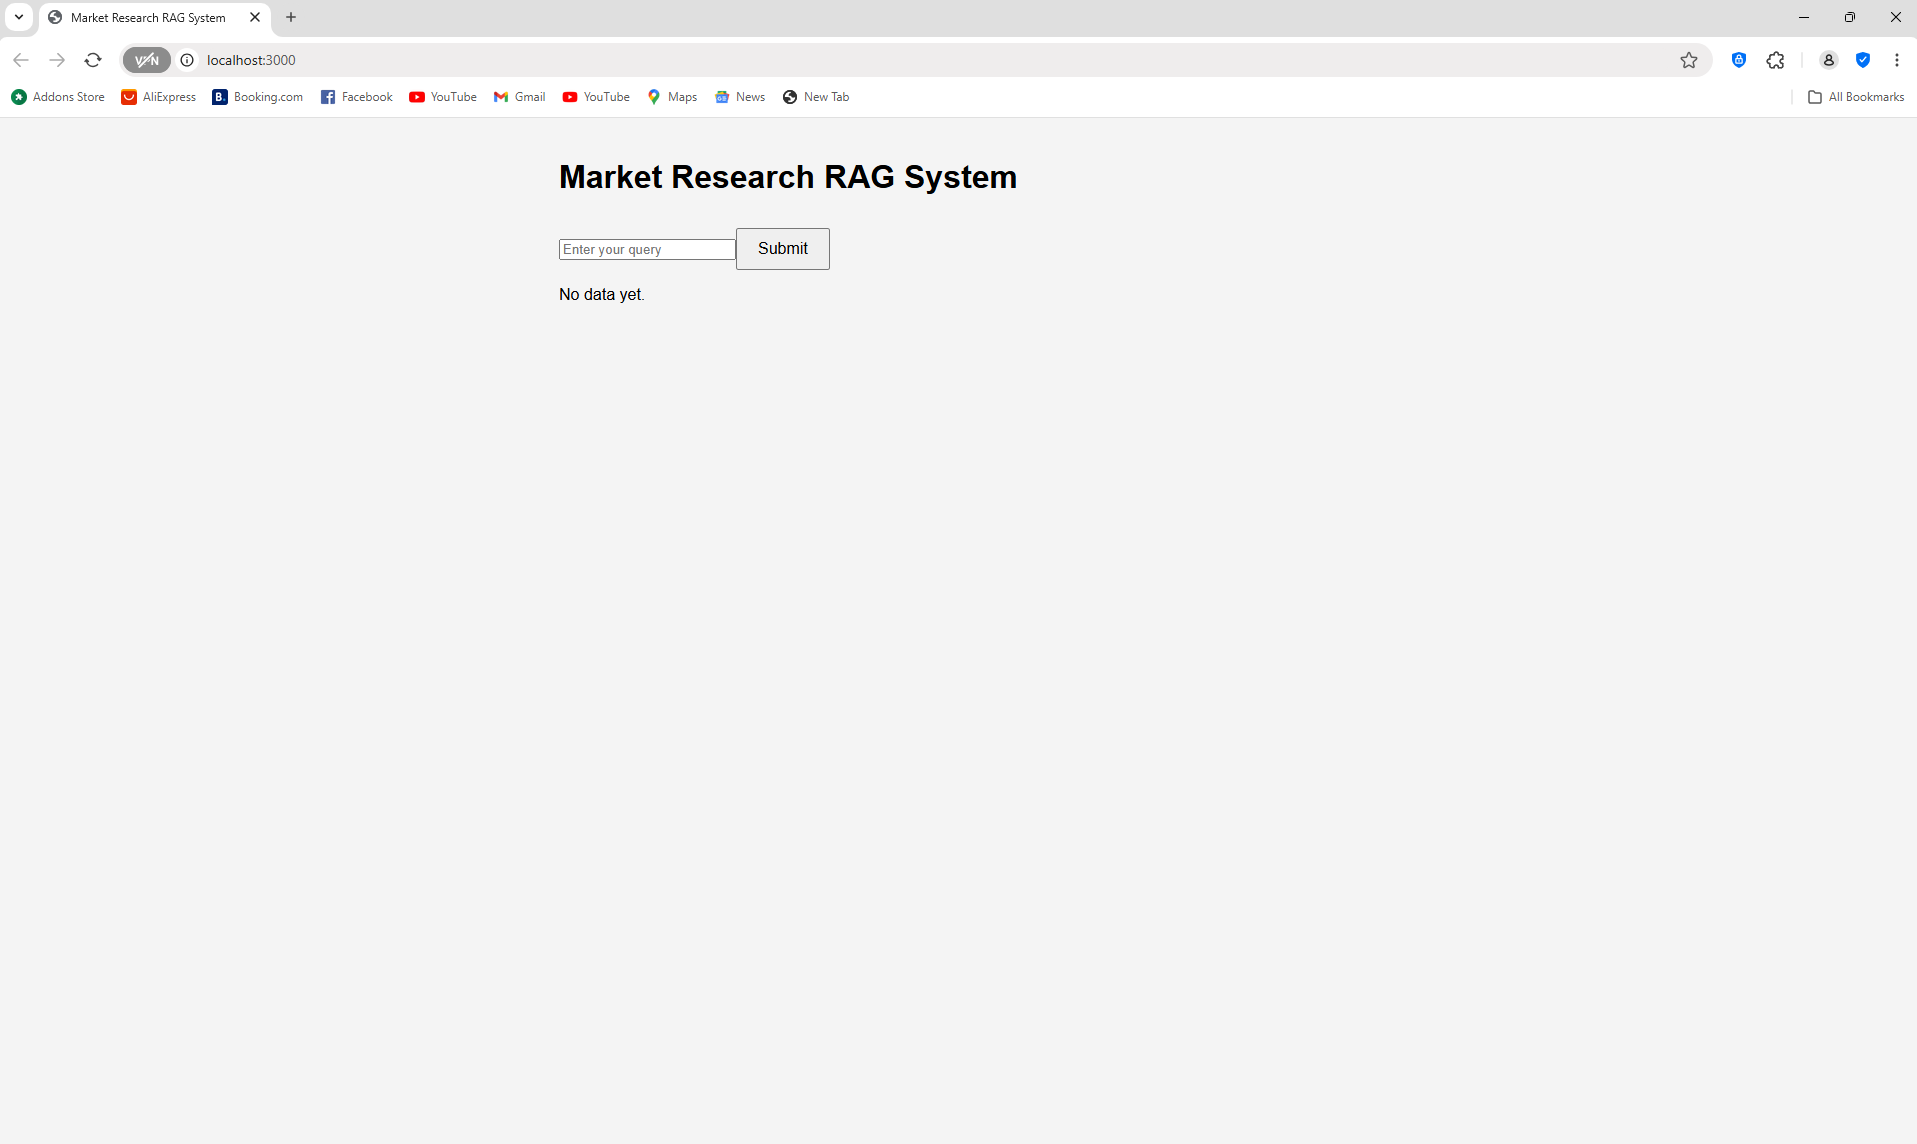 Market Research RAG System
VPN
localhost:3000
Addons Store
AliExpress
B. Booking.com
Facebook
YouTube
Gmail
YouTube
Maps
News
New Tab
All Bookmarks
Market Research RAG System
Enter your query
Submit
No data yet.